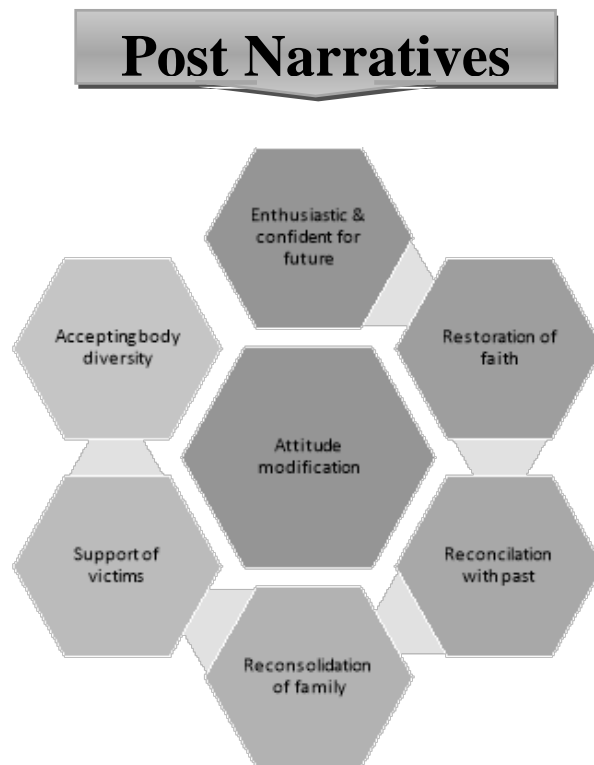 Post Narratives
Enthusiastic &
confident for
future
Restoration of
faith
Reconcilation
with past
Reconsolidation
of family
Support of
victims
Accepting body
diversity
Attitude
modification